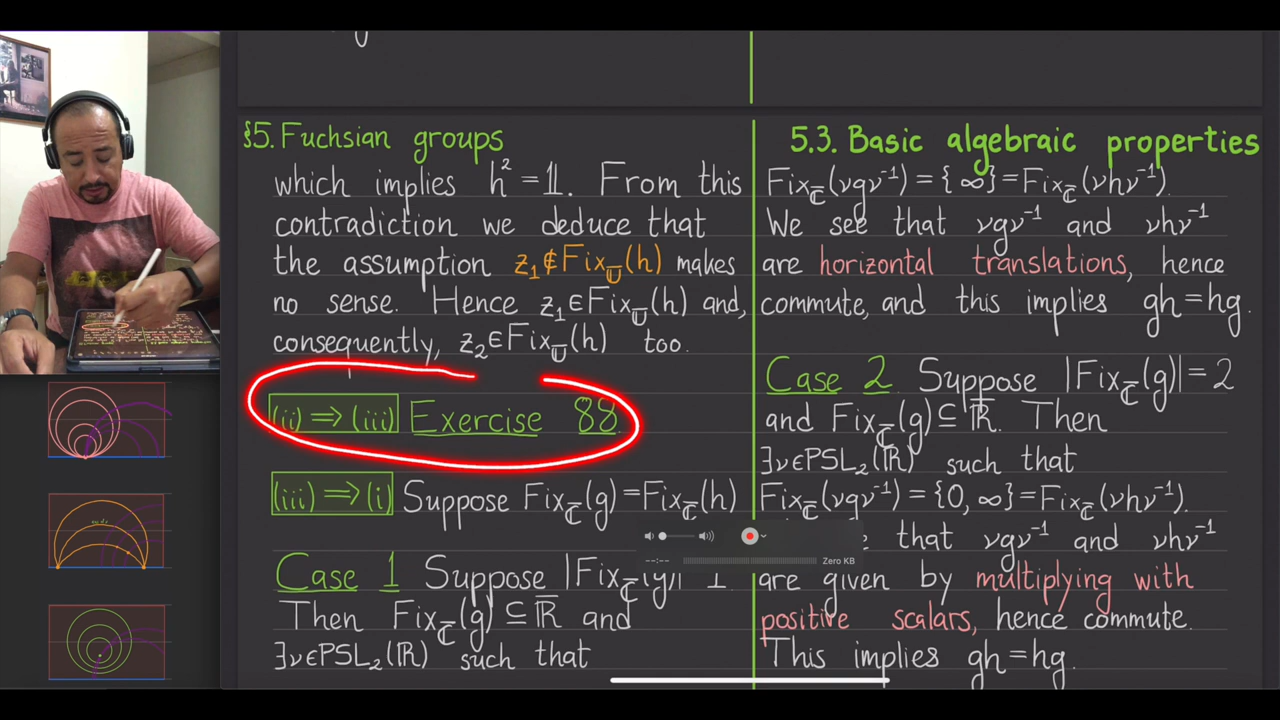 §5. Fuchsian groups
which implies h² = 𝟙. From this
contradiction we deduce that
the assumption z₁∉Fix_U̅(h) makes
no sense. Hence z₁∈Fix_U̅(h) and,
consequently, z₂∈Fix_U̅(h) too.
(ii) ⟹ (iii) Exercise 88.
(iii) ⟹ (i) Suppose Fix_ℂ̅(g) = Fix_ℂ̅(h)
Case 1 Suppose |Fix_ℂ̅(g)| 1
Then Fix_ℂ̅(g) ⊆ ℝ̅ and
∃ν∈PSL₂(ℝ) such that
5.3. Basic algebraic properties
Fix_ℂ̅(νgν⁻¹) = {∞} = Fix_ℂ̅(νhν⁻¹).
We see that νgν⁻¹ and νhν⁻¹
are horizontal translations, hence
commute, and this implies gh = hg.
Case 2 Suppose |Fix_ℂ̅(g)| = 2
and Fix_ℂ̅(g) ⊆ ℝ̅. Then
∃ν∈PSL₂(ℝ) such that
Fix_ℂ̅(νgν⁻¹) = {0, ∞} = Fix_ℂ̅(νhν⁻¹).
that νgν⁻¹ and νhν⁻¹
are given by multiplying with
positive scalars, hence commute.
This implies gh = hg.
--:--
Zero KB